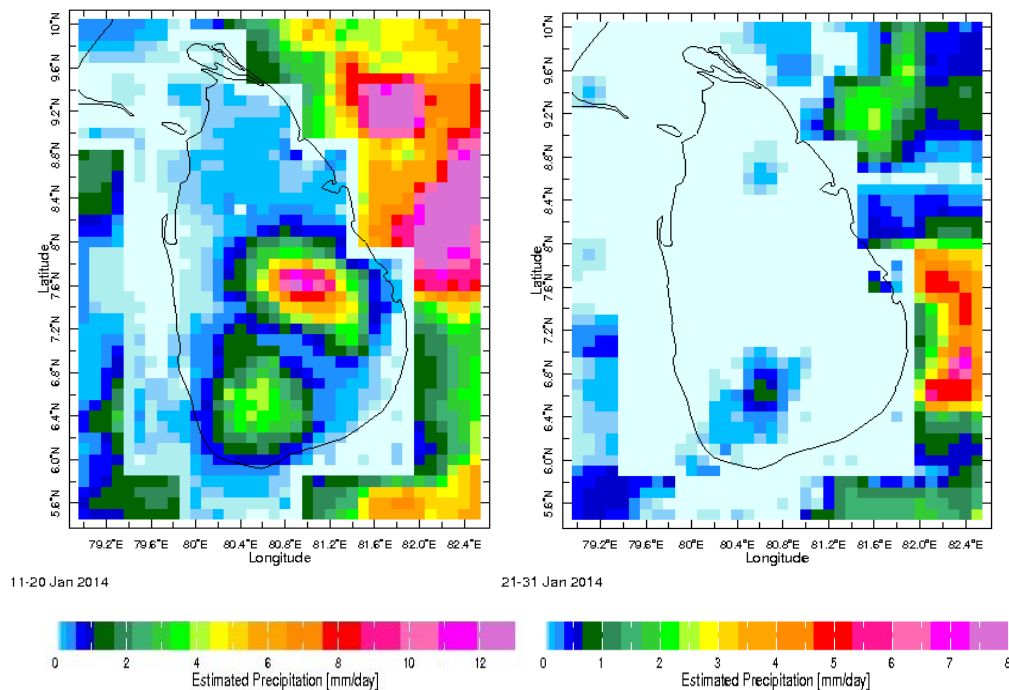 10°N
9.6°N
9.2°N
8.8°N
8.4°N
8°N
7.6°N
7.2°N
6.8°N
6.4°N
6.0°N
5.6°N
Latitude
79.2°E 79.6°E 80°E 80.4°E 80.8°E 81.2°E 81.6°E 82.0°E 82.4°E
Longitude
11-20 Jan 2014
0 2 4 6 8 10 12
Estimated Precipitation [mm/day]
10°N
9.6°N
9.2°N
8.8°N
8.4°N
8°N
7.6°N
7.2°N
6.8°N
6.4°N
6.0°N
5.6°N
Latitude
79.2°E 79.6°E 80°E 80.4°E 80.8°E 81.2°E 81.6°E 82.0°E 82.4°E
Longitude
21-31 Jan 2014
0 1 2 3 4 5 6 7 8
Estimated Precipitation [mm/day]